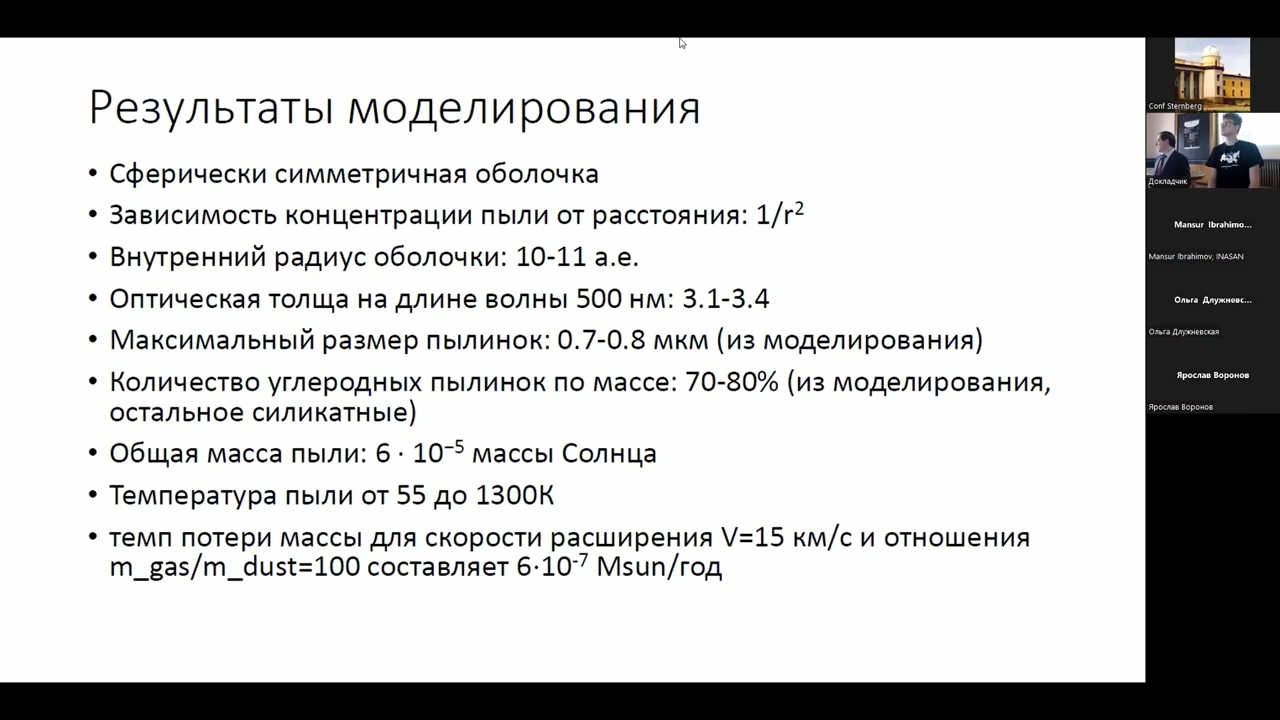 Результаты моделирования
• Сферически симметричная оболочка
• Зависимость концентрации пыли от расстояния: 1/r²
• Внутренний радиус оболочки: 10-11 а.е.
• Оптическая толща на длине волны 500 нм: 3.1-3.4
• Максимальный размер пылинок: 0.7-0.8 мкм (из моделирования)
• Количество углеродных пылинок по массе: 70-80% (из моделирования,
остальное силикатные)
• Общая масса пыли: 6 · 10⁻⁵ массы Солнца
• Температура пыли от 55 до 1300К
• темп потери массы для скорости расширения V=15 км/с и отношения
m_gas/m_dust=100 составляет 6·10⁻⁷ Msun/год
Conf Sternberg
Докладчик
Mansur Ibrahimo...
Mansur Ibrahimov, INASAN
Ольга Длужневс...
Ольга Длужневская
Ярослав Воронов
Ярослав Воронов